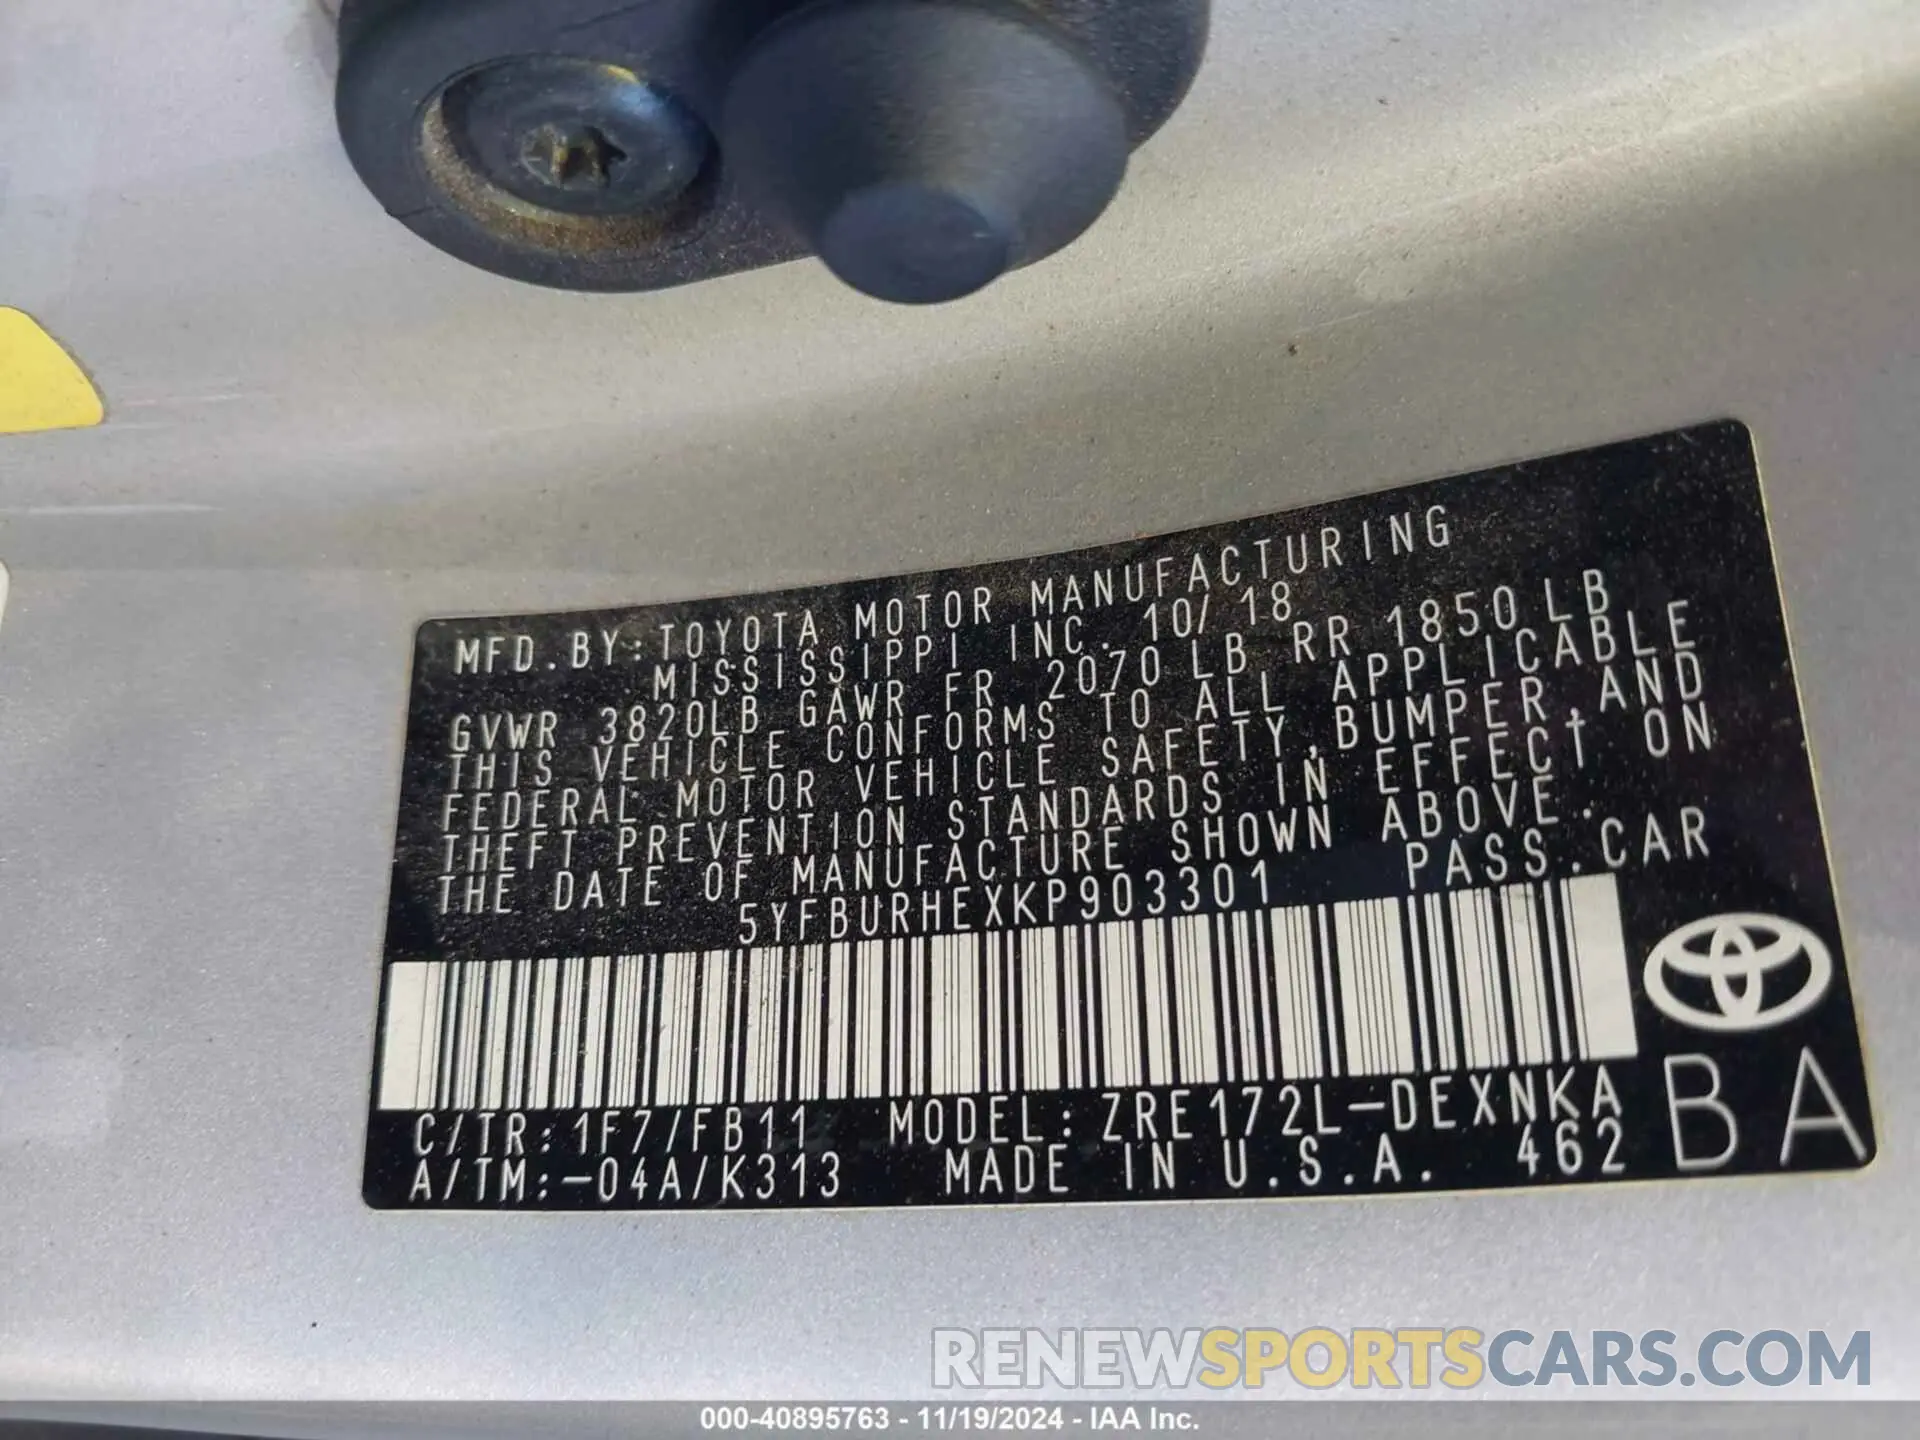 MFD.BY:TOYOTA MOTOR MANUFACTURING
MISSISSIPPI INC. 10/18
GVWR 3820LB GAWR FR 2070LB RR 1850LB
THIS VEHICLE CONFORMS TO ALL APPLICABLE
FEDERAL MOTOR VEHICLE SAFETY,BUMPER,AND
THEFT PREVENTION STANDARDS IN EFFECT ON
THE DATE OF MANUFACTURE SHOWN ABOVE.
5YFBURHEXKP903301 PASS.CAR
C/TR:1F7/FB11 MODEL:ZRE172L-DEXNKA
A/TM:-04A/K313 MADE IN U.S.A. 462
BA
RENEWSPORTSCARS.COM
000-40895763 - 11/19/2024 - IAA Inc.